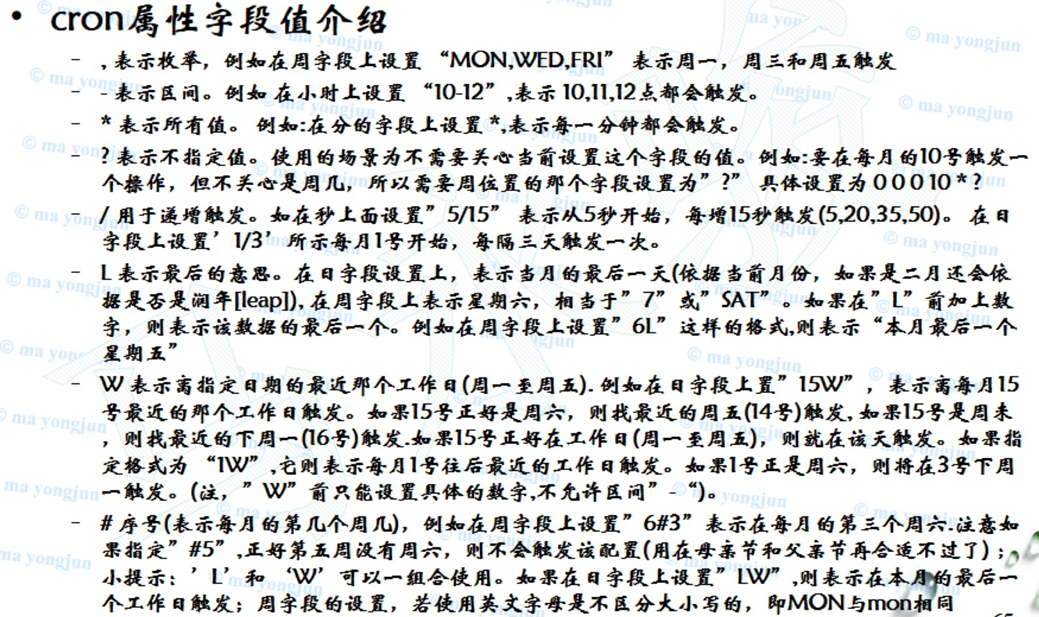 • cron属性字段值介绍
– , 表示枚举，例如在周字段上设置 “MON,WED,FRI” 表示周一，周三和周五触发
– - 表示区间。例如 在小时上设置 “10-12”,表示 10,11,12点都会触发。
– * 表示所有值。 例如:在分的字段上设置 *,表示每一分钟都会触发。
– ? 表示不指定值。使用的场景为不需要关心当前设置这个字段的值。例如:要在每月的10号触发一
个操作，但不关心是周几，所以需要周位置的那个字段设置为”?” 具体设置为 0 0 0 10 * ?
– / 用于递增触发。如在秒上面设置”5/15” 表示从5秒开始，每增15秒触发(5,20,35,50)。 在日
字段上设置’1/3’所示每月1号开始，每隔三天触发一次。
– L 表示最后的意思。在日字段设置上，表示当月的最后一天(依据当前月份，如果是二月还会依
据是否是润年[leap]), 在周字段上表示星期六，相当于”7”或”SAT”。如果在”L”前加上数
字，则表示该数据的最后一个。例如在周字段上设置”6L”这样的格式,则表示“本月最后一个
星期五”
– W 表示离指定日期的最近那个工作日(周一至周五). 例如在日字段上置”15W”，表示离每月15
号最近的那个工作日触发。如果15号正好是周六，则找最近的周五(14号)触发, 如果15号是周未
，则找最近的下周一(16号)触发.如果15号正好在工作日(周一至周五)，则就在该天触发。如果指
定格式为 “1W”,它则表示每月1号往后最近的工作日触发。如果1号正是周六，则将在3号下周
一触发。(注，”W”前只能设置具体的数字,不允许区间”-“)。
– # 序号(表示每月的第几个周几)，例如在周字段上设置”6#3”表示在每月的第三个周六.注意如
果指定”#5”,正好第五周没有周六，则不会触发该配置(用在母亲节和父亲节再合适不过了)；
小提示：’L’和 ‘W’可以一组合使用。如果在日字段上设置”LW”,则表示在本月的最后一
个工作日触发；周字段的设置，若使用英文字母是不区分大小写的，即MON与mon相同
© ma yongjun